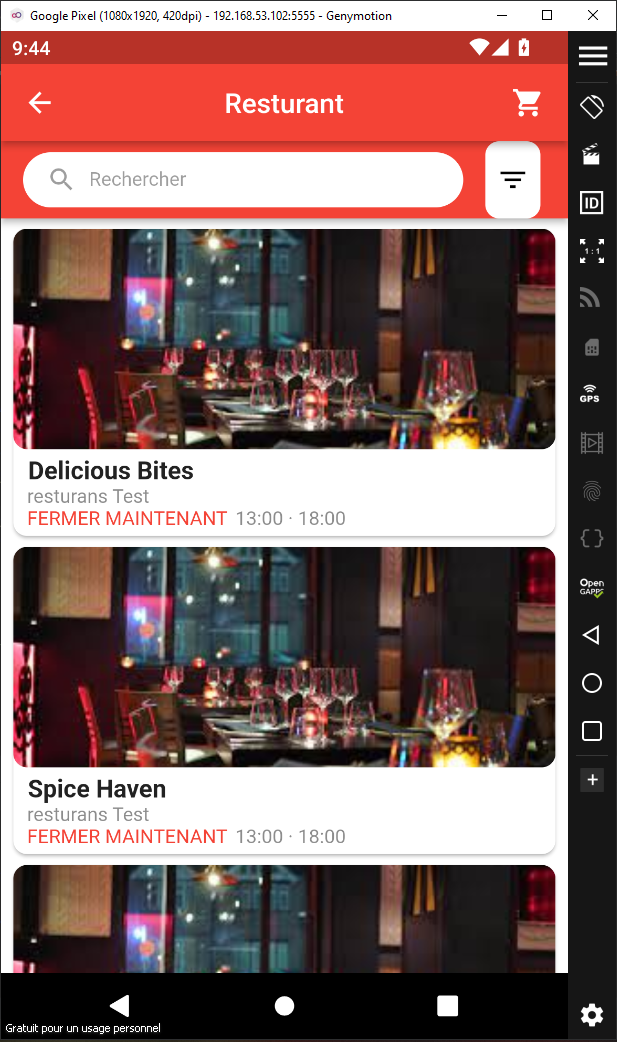 Google Pixel (1080x1920, 420dpi) - 192.168.53.102:5555 - Genymotion
9:44
Resturant
Rechercher
Delicious Bites
resturans Test
FERMER MAINTENANT 13:00 · 18:00
Spice Haven
resturans Test
FERMER MAINTENANT 13:00 · 18:00
Gratuit pour un usage personnel
ID
1:1
GPS
Open
GAPPS